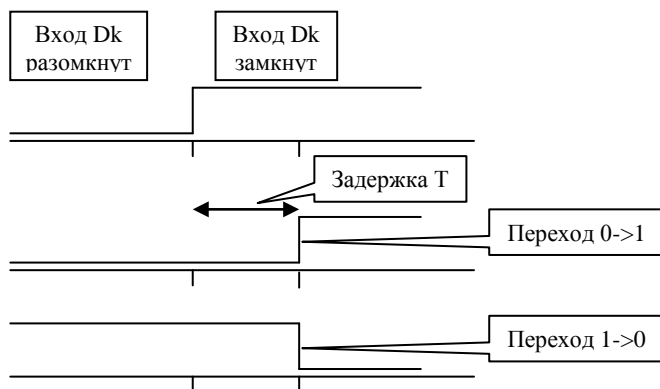 Вход Dk
разомкнут
Вход Dk
замкнут
Задержка Т
Переход 0->1
Переход 1->0